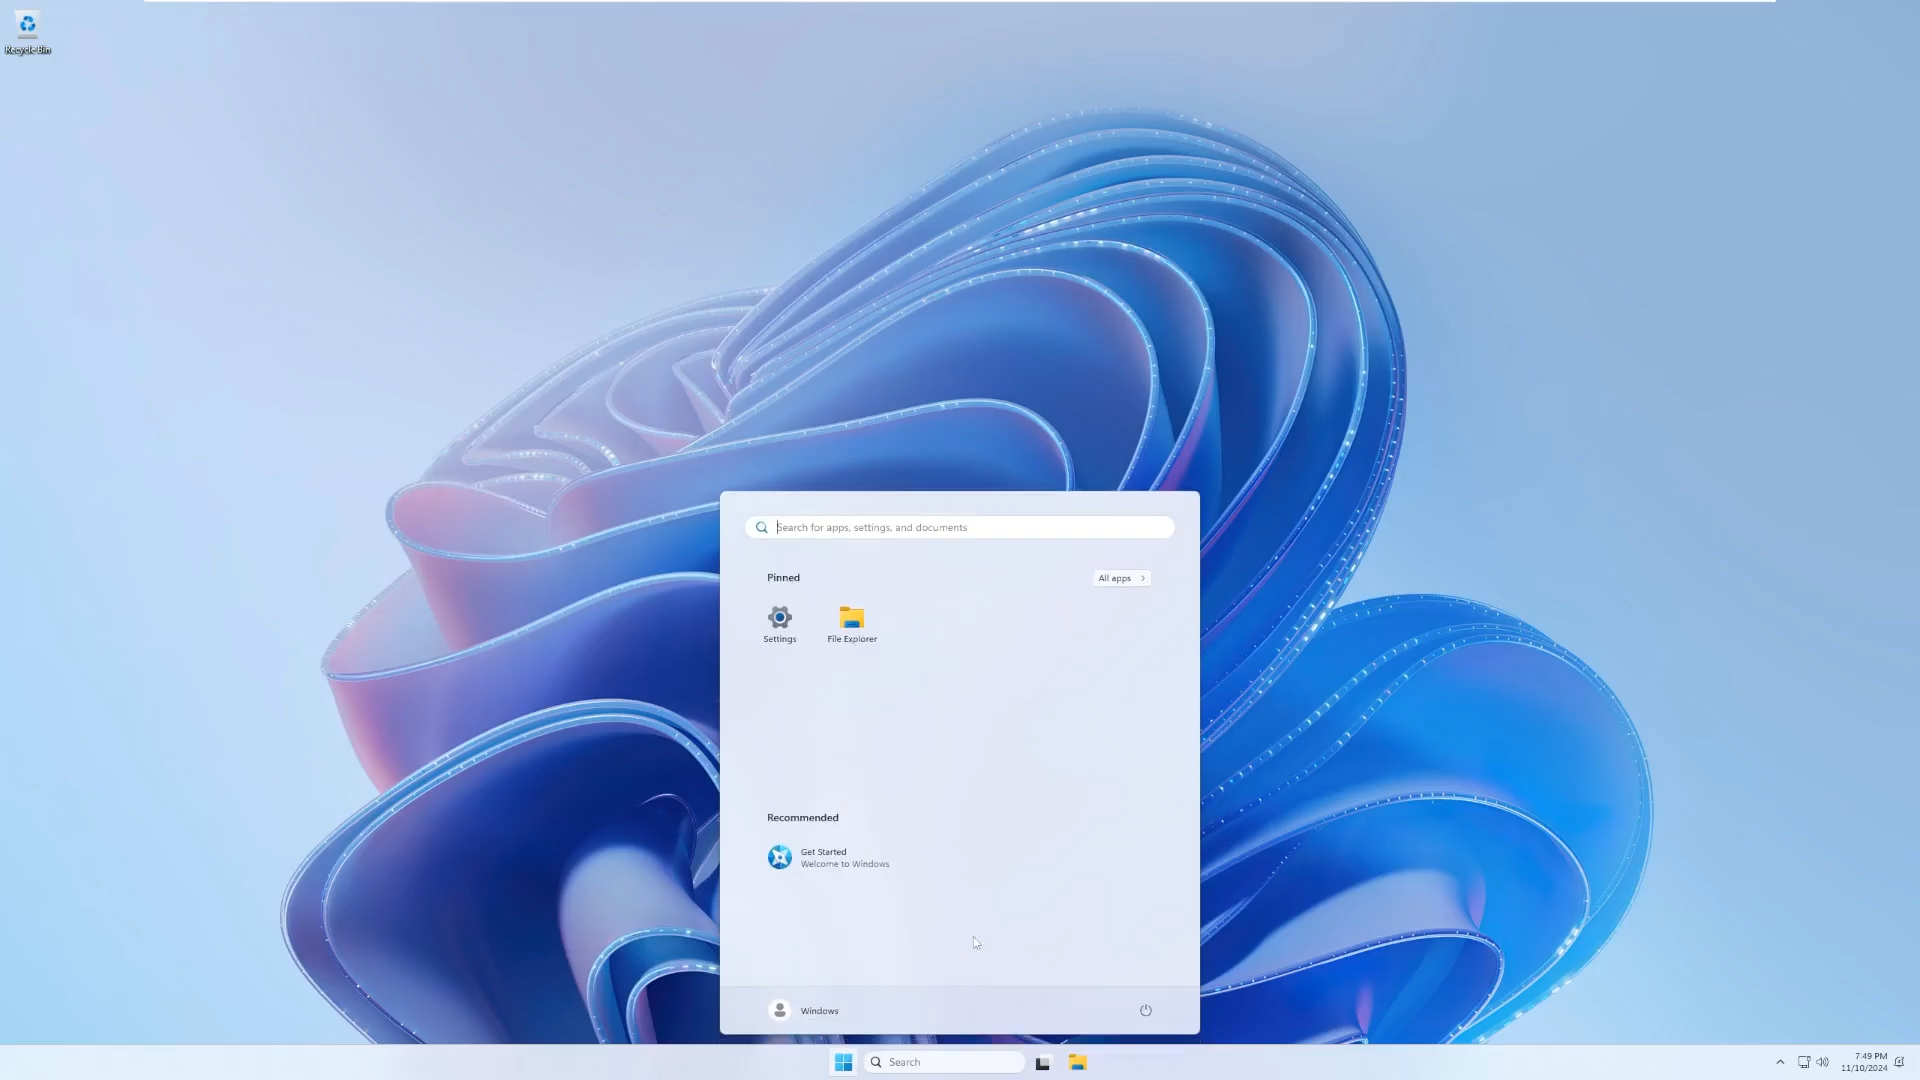 Recycle Bin
Search for apps, settings, and documents
Pinned
All apps
Settings
File Explorer
Recommended
Get Started
Welcome to Windows
Windows
Search
7:49 PM
11/10/2024